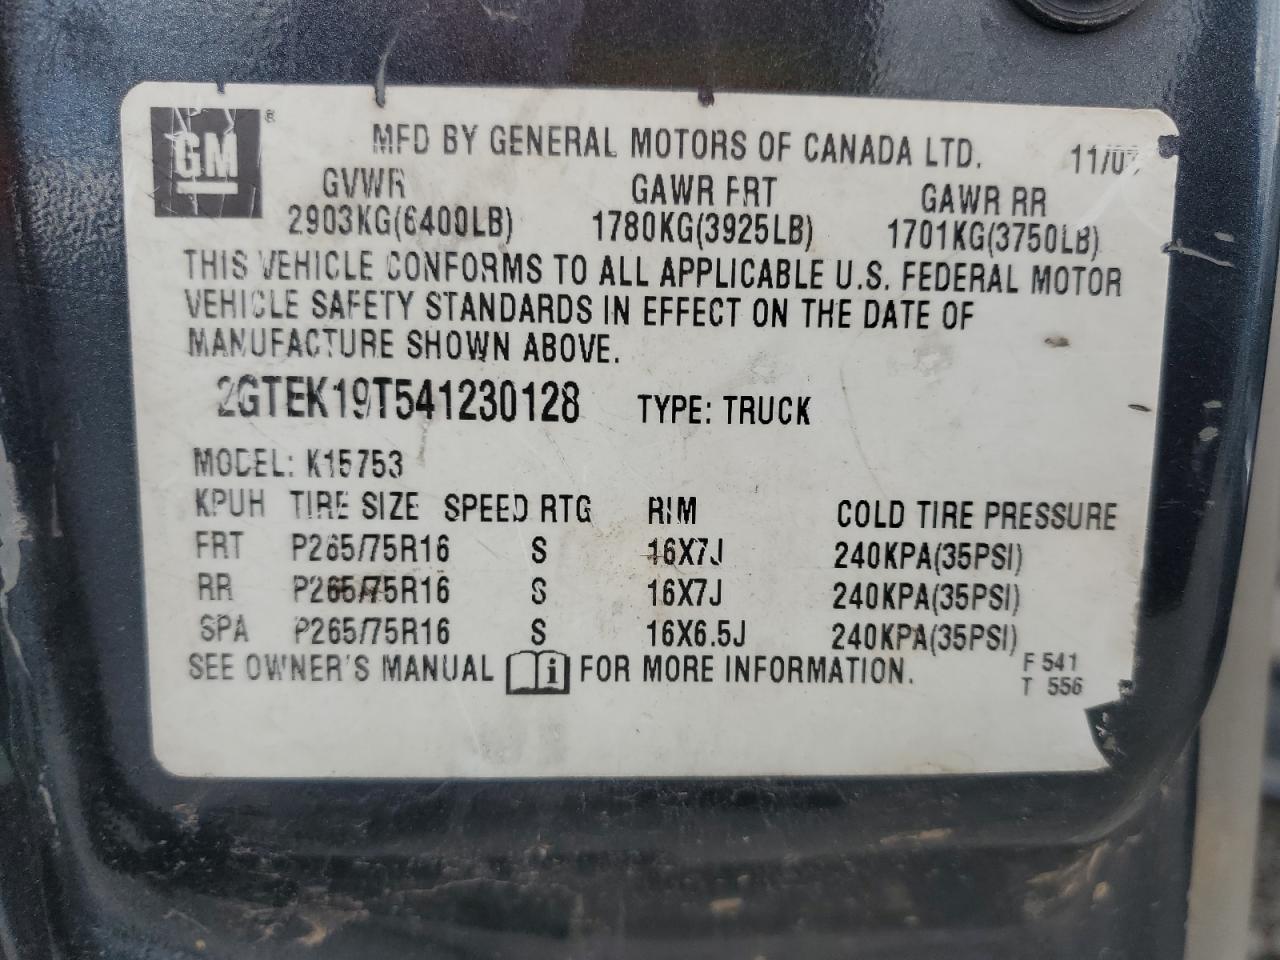 GM ®
MFD BY GENERAL MOTORS OF CANADA LTD.
GVWR GAWR FRT GAWR RR
2903KG(6400LB) 1780KG(3925LB) 1701KG(3750LB)
THIS VEHICLE CONFORMS TO ALL APPLICABLE U.S. FEDERAL MOTOR
VEHICLE SAFETY STANDARDS IN EFFECT ON THE DATE OF
MANUFACTURE SHOWN ABOVE.
2GTEK19T541230128 TYPE: TRUCK
MODEL: K15753
KPUH TIRE SIZE SPEED RTG RIM COLD TIRE PRESSURE
FRT P265/75R16 S 16X7J 240KPA(35PSI)
RR P265/75R16 S 16X7J 240KPA(35PSI)
SPA P265/75R16 S 16X6.5J 240KPA(35PSI)
SEE OWNER'S MANUAL i FOR MORE INFORMATION.
F 541
T 556